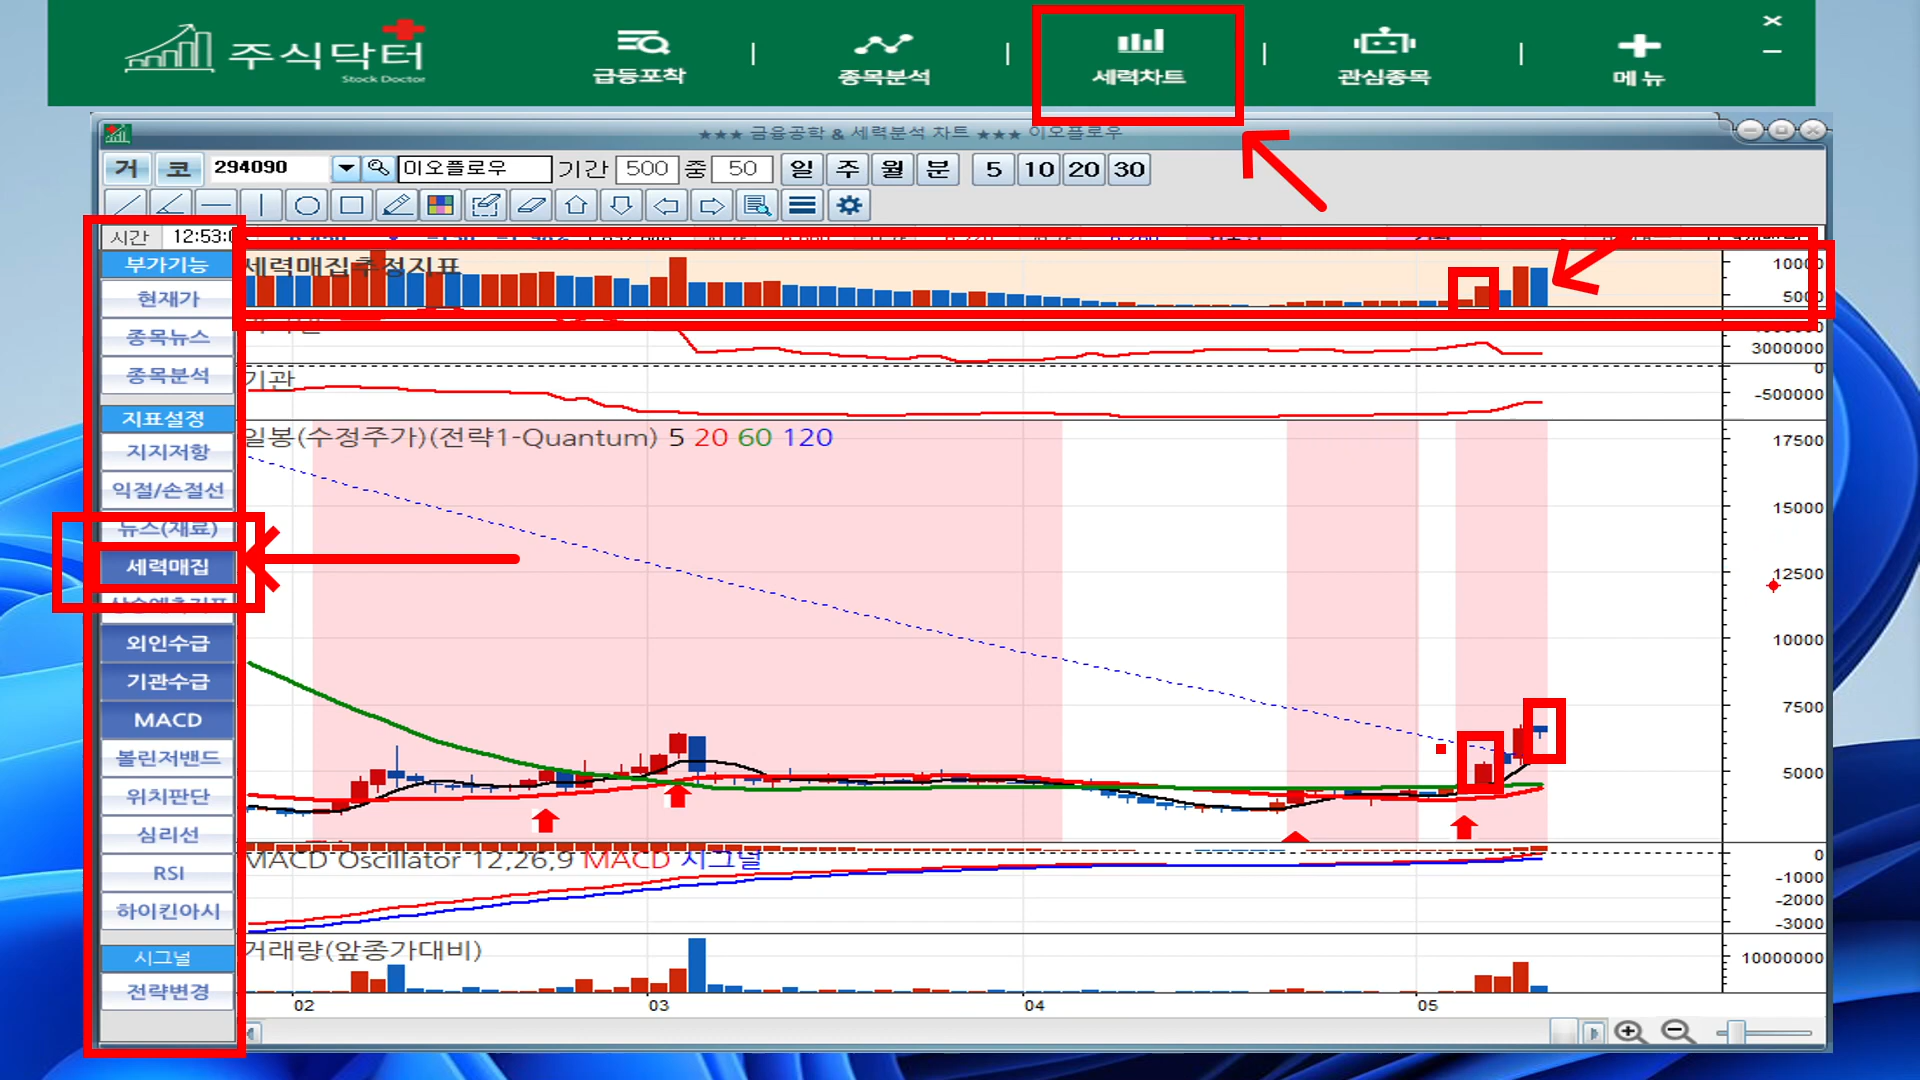 주식닥터
Stock Doctor
급등포착
종목분석
세력차트
관심종목
메뉴
★★★ 금융공학 & 세력분석 차트 ★★★ 이오플로우
거
코
294090
이오플로우
기간
500
중
50
일
주
월
분
5
10
20
30
시간
부가기능
현재가
종목뉴스
종목분석
지표설정
지지저항
익절/손절선
뉴스(재료)
세력매집
상승예측지표
외인수급
기관수급
MACD
볼린저밴드
위치판단
심리선
RSI
하이킨아시
시그널
전략변경
세력매집추정지표
10000
5000
3000000
기관
0
-500000
일봉(수정주가)(전략1-Quantum) 5 20 60 120
17500
15000
12500
10000
7500
5000
MACD Oscillator 12,26,9 MACD 시그널
0
-1000
-2000
-3000
거래량(앞종가대비)
10000000
02
03
04
05